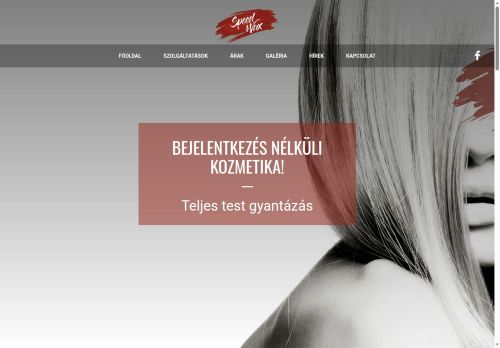 Speed
Wax
FŐOLDAL SZOLGÁLTATÁSOK ÁRAK GALÉRIA HÍREK KAPCSOLAT
BEJELENTKEZÉS NÉLKÜLI
KOZMETIKA!
Teljes test gyantázás